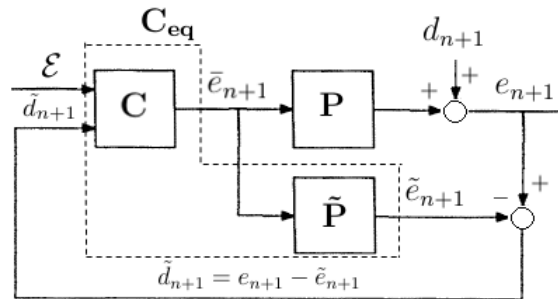 C_eq
d_{n+1}
ℰ
d̃_{n+1}
C
ē_{n+1}
P
+
+
e_{n+1}
P̃
ẽ_{n+1}
-
+
d̃_{n+1} = e_{n+1} − ẽ_{n+1}